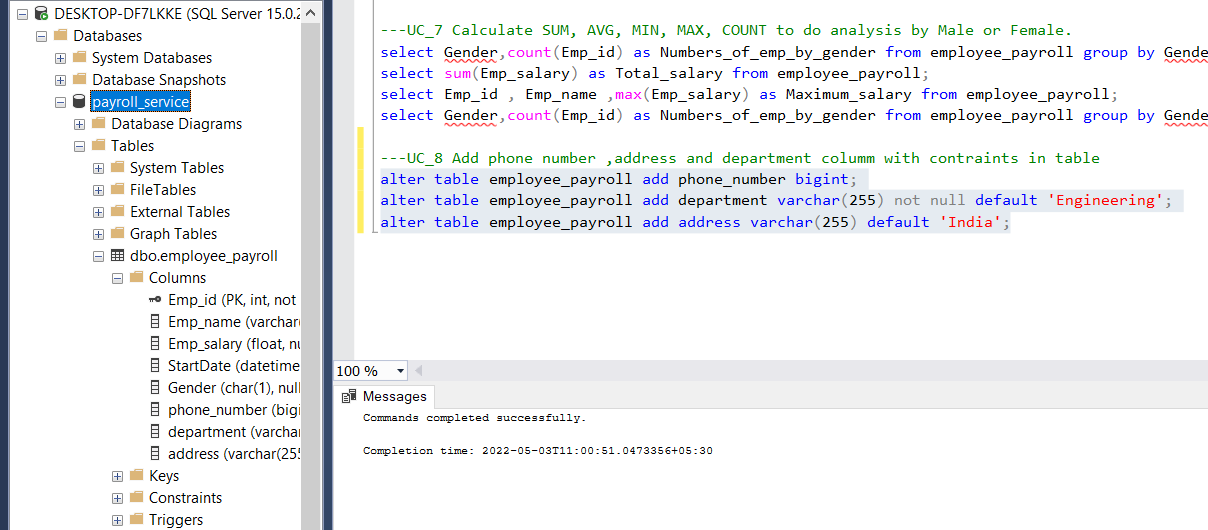 DESKTOP-DF7LKKE (SQL Server 15.0.2
Databases
System Databases
Database Snapshots
payroll_service
Database Diagrams
Tables
System Tables
FileTables
External Tables
Graph Tables
dbo.employee_payroll
Columns
Emp_id (PK, int, not
Emp_name (varchar
Emp_salary (float, nu
StartDate (datetime
Gender (char(1), null
phone_number (bigi
department (varcha
address (varchar(255
Keys
Constraints
Triggers
---UC_7 Calculate SUM, AVG, MIN, MAX, COUNT to do analysis by Male or Female.
select Gender,count(Emp_id) as Numbers_of_emp_by_gender from employee_payroll group by Gende
select sum(Emp_salary) as Total_salary from employee_payroll;
select Emp_id , Emp_name ,max(Emp_salary) as Maximum_salary from employee_payroll;
select Gender,count(Emp_id) as Numbers_of_emp_by_gender from employee_payroll group by Gende
---UC_8 Add phone number ,address and department columm with contraints in table
alter table employee_payroll add phone_number bigint;
alter table employee_payroll add department varchar(255) not null default 'Engineering';
alter table employee_payroll add address varchar(255) default 'India';
100 %
Messages
Commands completed successfully.
Completion time: 2022-05-03T11:00:51.0473356+05:30